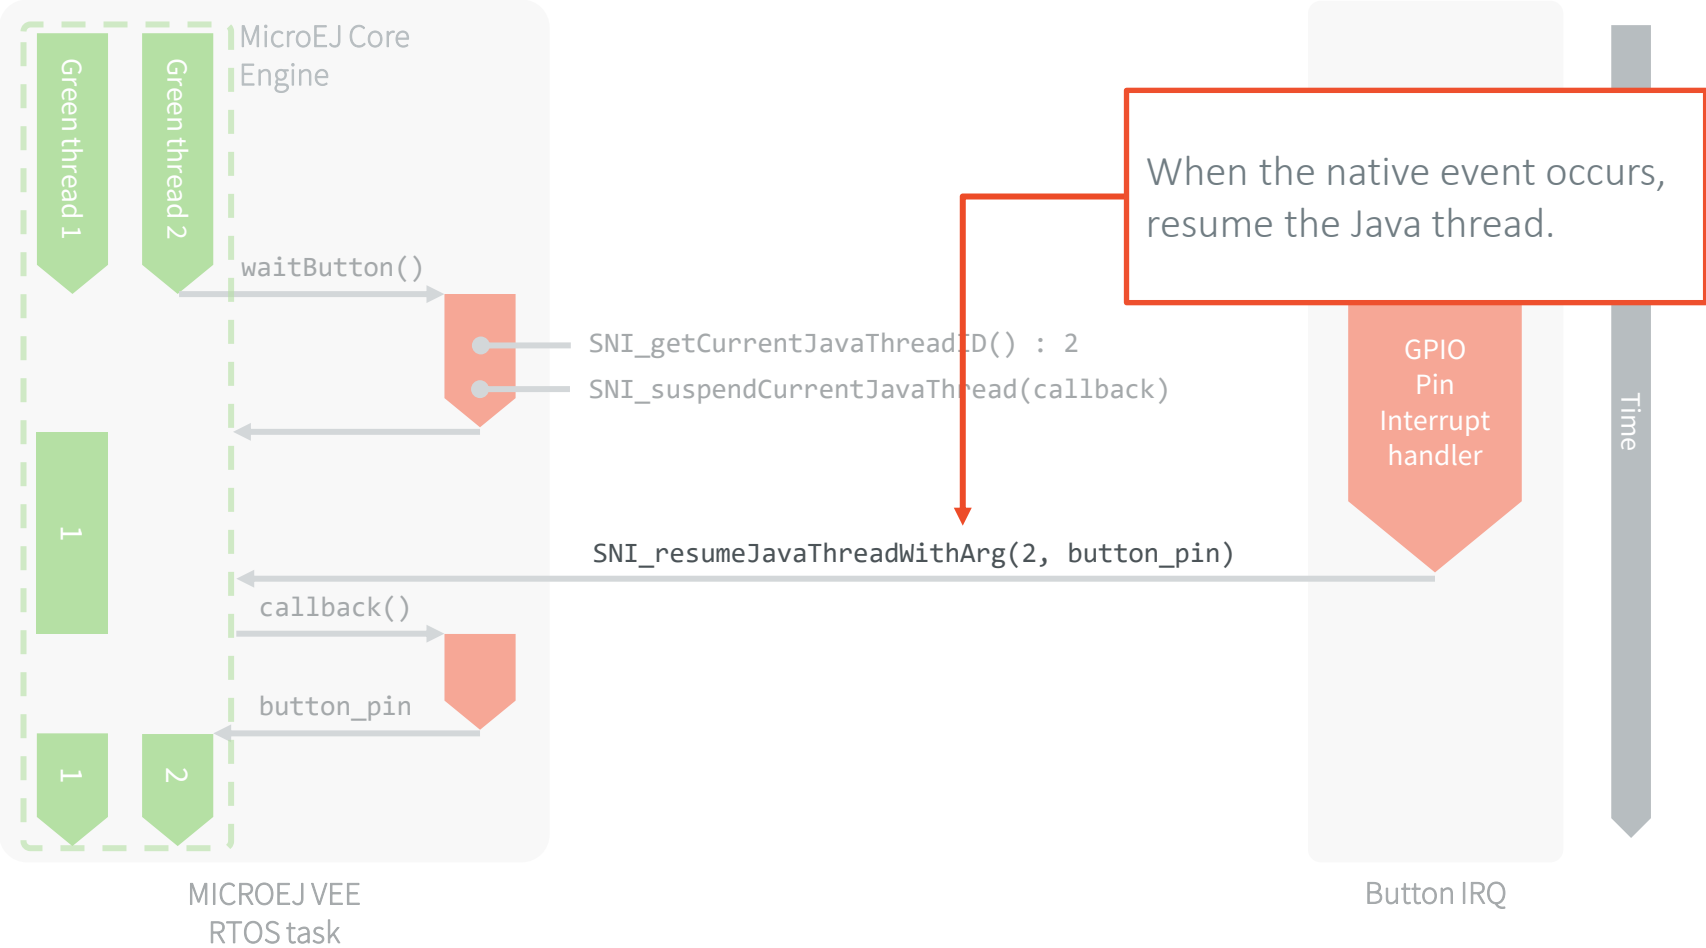 MicroEJ Core
Engine
Green thread 1
Green thread 2
When the native event occurs,
resume the Java thread.
waitButton()
SNI_getCurrentJavaThreadID() : 2
SNI_suspendCurrentJavaThread(callback)
GPIO
Pin
Interrupt
handler
Time
1
SNI_resumeJavaThreadWithArg(2, button_pin)
callback()
button_pin
1
2
MICROEJ VEE
RTOS task
Button IRQ